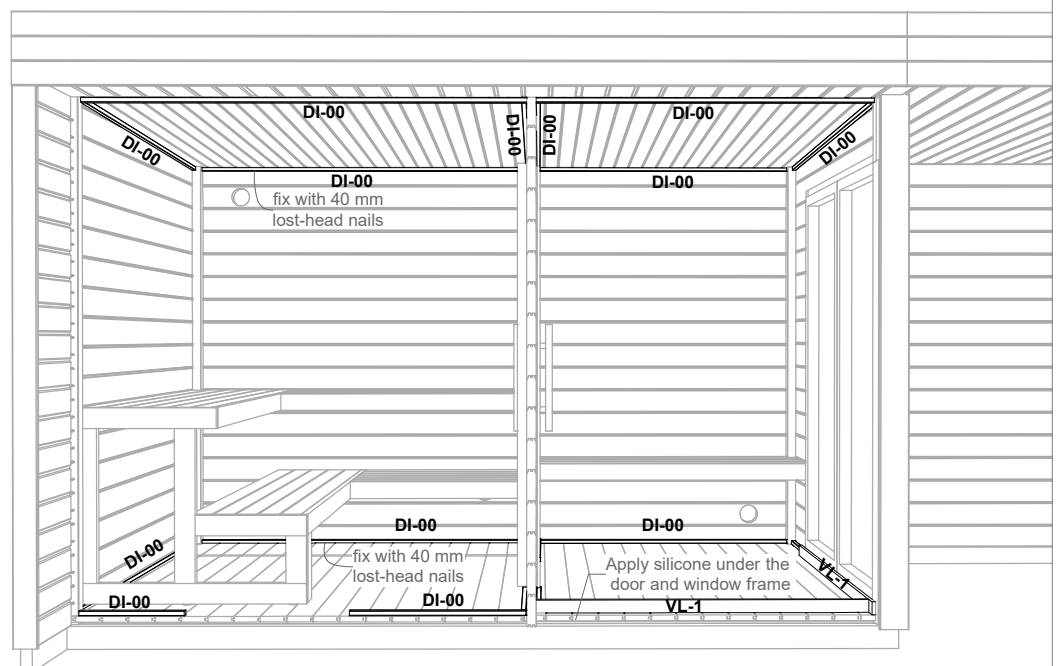 DI-00
DI-00
DI-00
DI-00
DI-00
DI-00
DI-00
DI-00
fix with 40 mm
lost-head nails
DI-00
DI-00
DI-00
fix with 40 mm
lost-head nails
Apply silicone under the
door and window frame
VL-1
DI-00
DI-00
VL-1